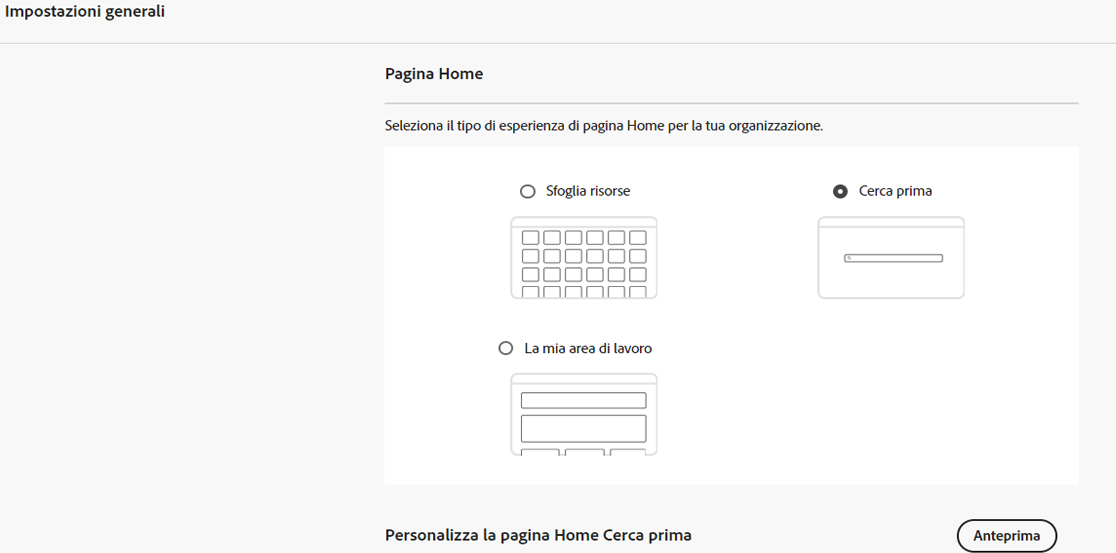 Impostazioni generali
Pagina Home
Seleziona il tipo di esperienza di pagina Home per la tua organizzazione.
Sfoglia risorse
Cerca prima
La mia area di lavoro
Personalizza la pagina Home Cerca prima
Anteprima